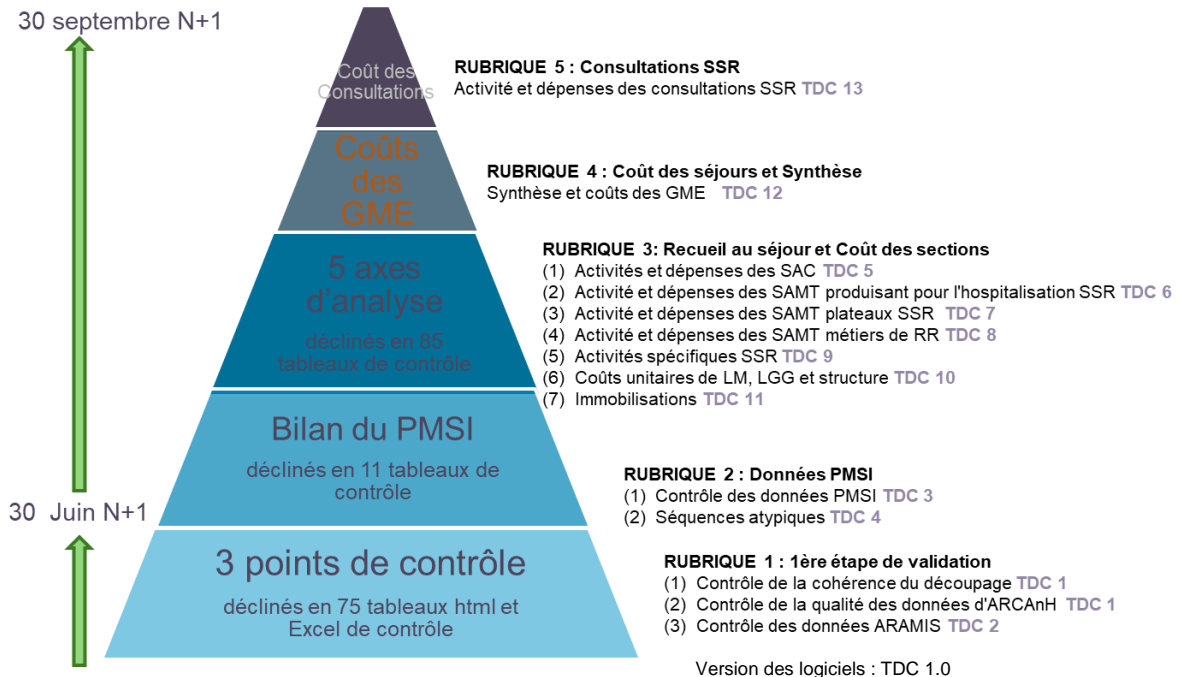 30 septembre N+1
Coût des
Consultations
RUBRIQUE 5 : Consultations SSR
Activité et dépenses des consultations SSR TDC 13
Coûts
des
GME
RUBRIQUE 4 : Coût des séjours et Synthèse
Synthèse et coûts des GME TDC 12
5 axes
d'analyse
déclinés en 85
tableaux de contrôle
RUBRIQUE 3: Recueil au séjour et Coût des sections
(1) Activités et dépenses des SAC TDC 5
(2) Activité et dépenses des SAMT produisant pour l'hospitalisation SSR TDC 6
(3) Activité et dépenses des SAMT plateaux SSR TDC 7
(4) Activité et dépenses des SAMT métiers de RR TDC 8
(5) Activités spécifiques SSR TDC 9
(6) Coûts unitaires de LM, LGG et structure TDC 10
(7) Immobilisations TDC 11
Bilan du PMSI
déclinés en 11 tableaux de
contrôle
RUBRIQUE 2 : Données PMSI
(1) Contrôle des données PMSI TDC 3
(2) Séquences atypiques TDC 4
30 Juin N+1
3 points de contrôle
déclinés en 75 tableaux html et
Excel de contrôle
RUBRIQUE 1 : 1ère étape de validation
(1) Contrôle de la cohérence du découpage TDC 1
(2) Contrôle de la qualité des données d'ARCAnH TDC 1
(3) Contrôle des données ARAMIS TDC 2
Version des logiciels : TDC 1.0